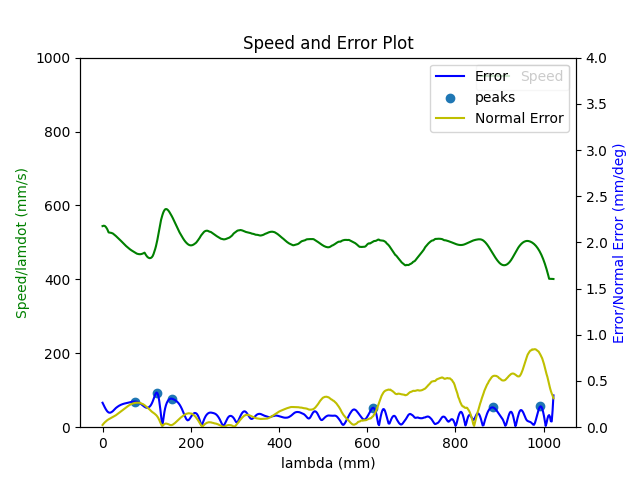 Speed and Error Plot
1000
800
600
400
200
0
Speed/lamdot (mm/s)
4.0
3.5
3.0
2.5
2.0
1.5
1.0
0.5
0.0
Error/Normal Error (mm/deg)
Speed
Error
peaks
Normal Error
0 200 400 600 800 1000
lambda (mm)